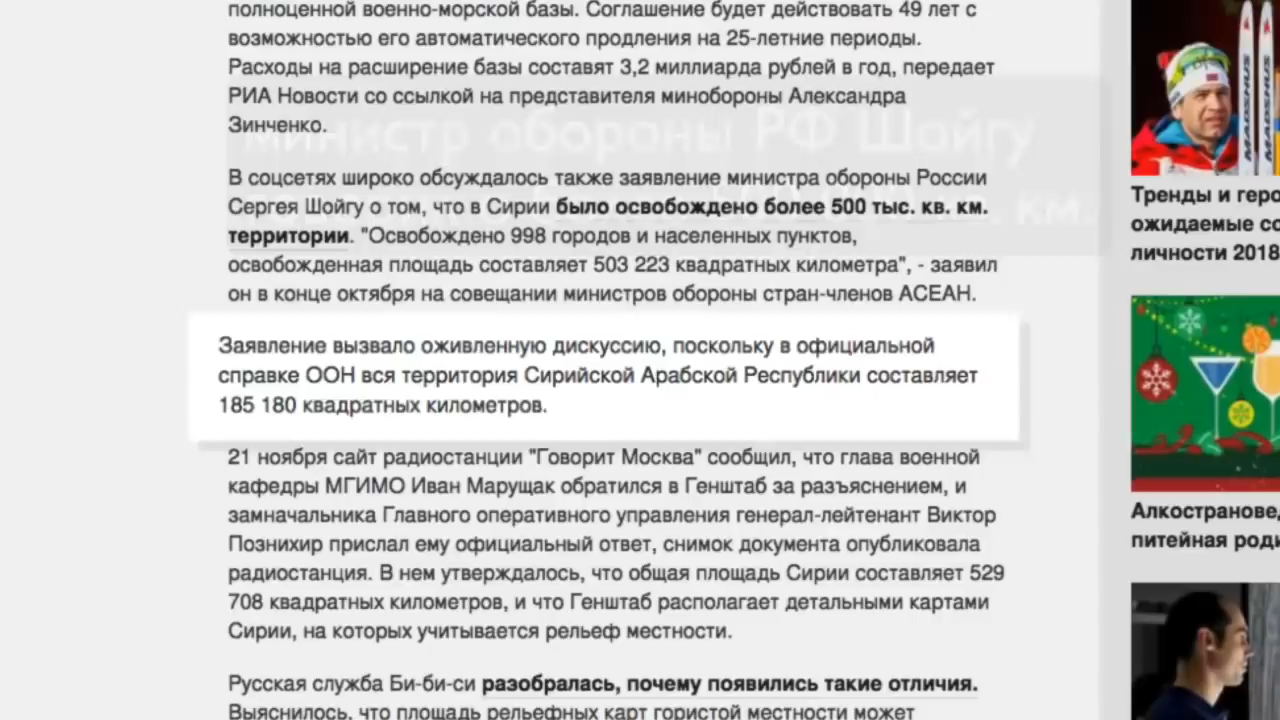 полноценной военно-морской базы. Соглашение будет действовать 49 лет с
возможностью его автоматического продления на 25-летние периоды.
Расходы на расширение базы составят 3,2 миллиарда рублей в год, передает
РИА Новости со ссылкой на представителя минобороны Александра
Зинченко.
министр обороны РФ Шойгу
В соцсетях широко обсуждалось также заявление министра обороны России
Сергея Шойгу о том, что в Сирии было освобождено более 500 тыс. кв. км.
км.
территории. "Освобождено 998 городов и населенных пунктов,
освобожденная площадь составляет 503 223 квадратных километра", - заявил
он в конце октября на совещании министров обороны стран-членов АСЕАН.
Заявление вызвало оживленную дискуссию, поскольку в официальной
справке ООН вся территория Сирийской Арабской Республики составляет
185 180 квадратных километров.
21 ноября сайт радиостанции "Говорит Москва" сообщил, что глава военной
кафедры МГИМО Иван Марущак обратился в Генштаб за разъяснением, и
замначальника Главного оперативного управления генерал-лейтенант Виктор
Познихир прислал ему официальный ответ, снимок документа опубликовала
радиостанция. В нем утверждалось, что общая площадь Сирии составляет 529
708 квадратных километров, и что Генштаб располагает детальными картами
Сирии, на которых учитывается рельеф местности.
Русская служба Би-би-си разобралась, почему появились такие отличия.
Выяснилось, что площадь рельефных карт гористой местности может
MADSHUS
MADSHUS
Тренды и геро
ожидаемые со
личности 2018
Алкостранове
питейная роди